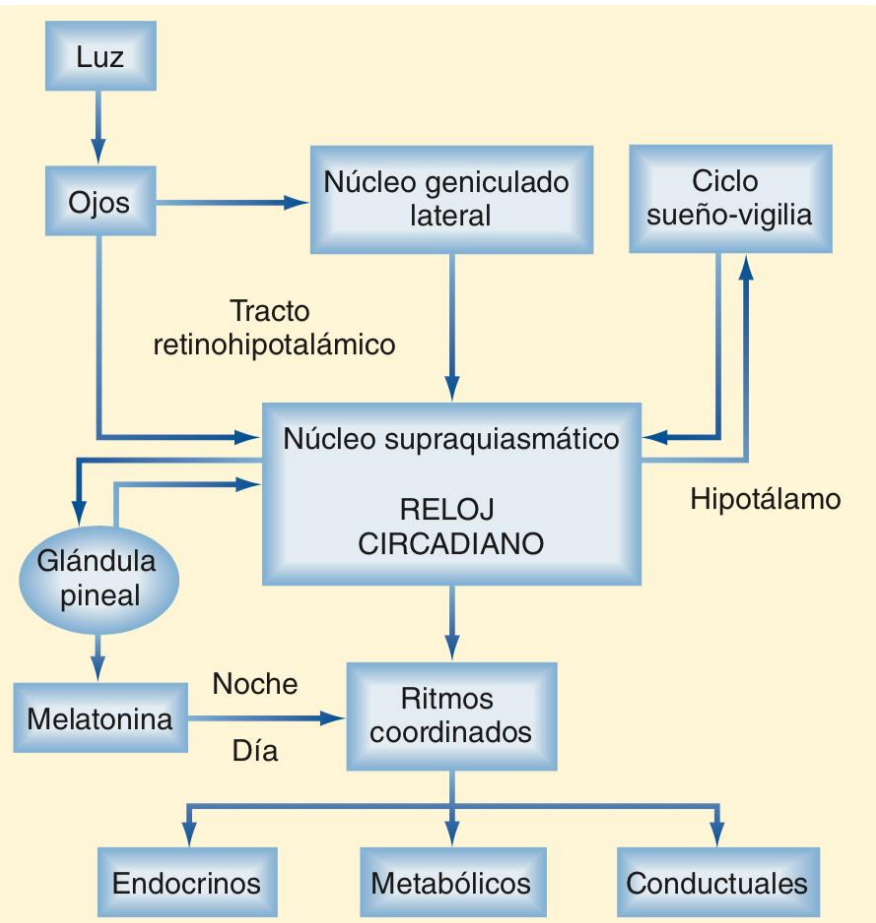 Luz
Ojos
Núcleo geniculado
lateral
Ciclo
sueño-vigilia
Tracto
retinohipotalámico
Núcleo supraquiasmático
RELOJ
CIRCADIANO
Hipotálamo
Glándula
pineal
Melatonina
Noche
Día
Ritmos
coordinados
Endocrinos
Metabólicos
Conductuales